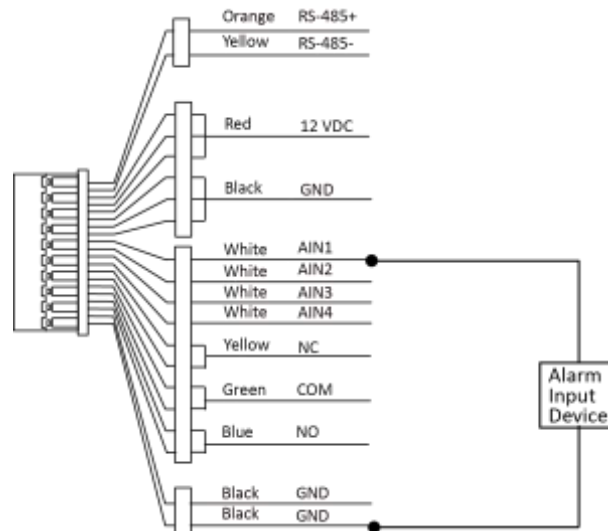 Orange RS-485+
Yellow RS-485-
Red 12 VDC
Black GND
White AIN1
White AIN2
White AIN3
White AIN4
Yellow NC
Green COM
Blue NO
Alarm
Input
Device
Black GND
Black GND